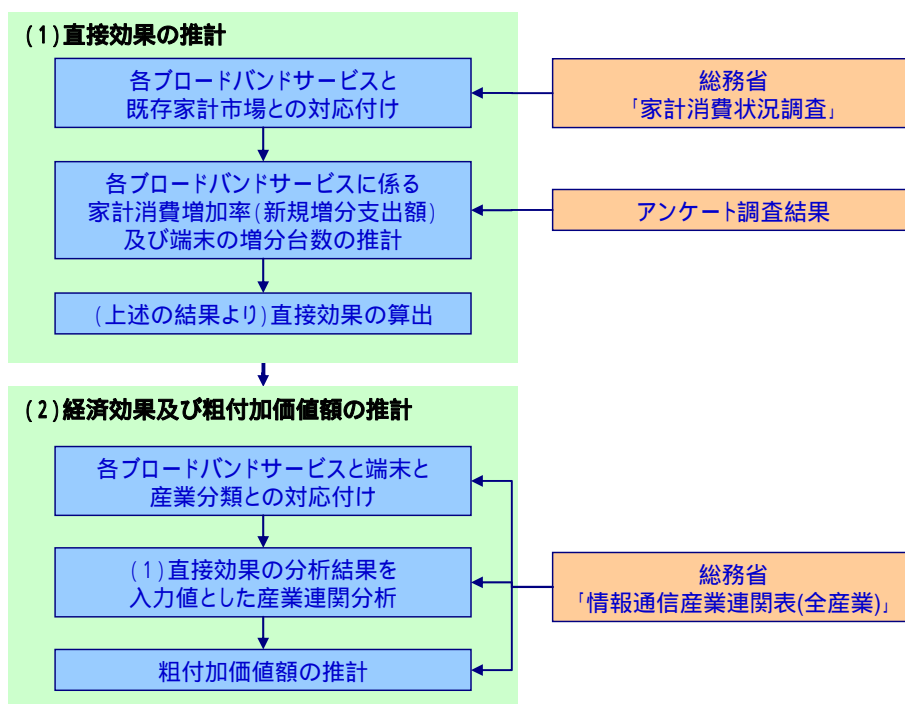 (1)直接効果の推計
各ブロードバンドサービスと
既存家計市場との対応付け
総務省
「家計消費状況調査」
各ブロードバンドサービスに係る
家計消費増加率(新規増分支出額)
及び端末の増分台数の推計
アンケート調査結果
(上述の結果より)直接効果の算出
(2)経済効果及び粗付加価値額の推計
各ブロードバンドサービスと端末と
産業分類との対応付け
(1)直接効果の分析結果を
入力値とした産業連関分析
総務省
「情報通信産業連関表(全産業)」
粗付加価値額の推計